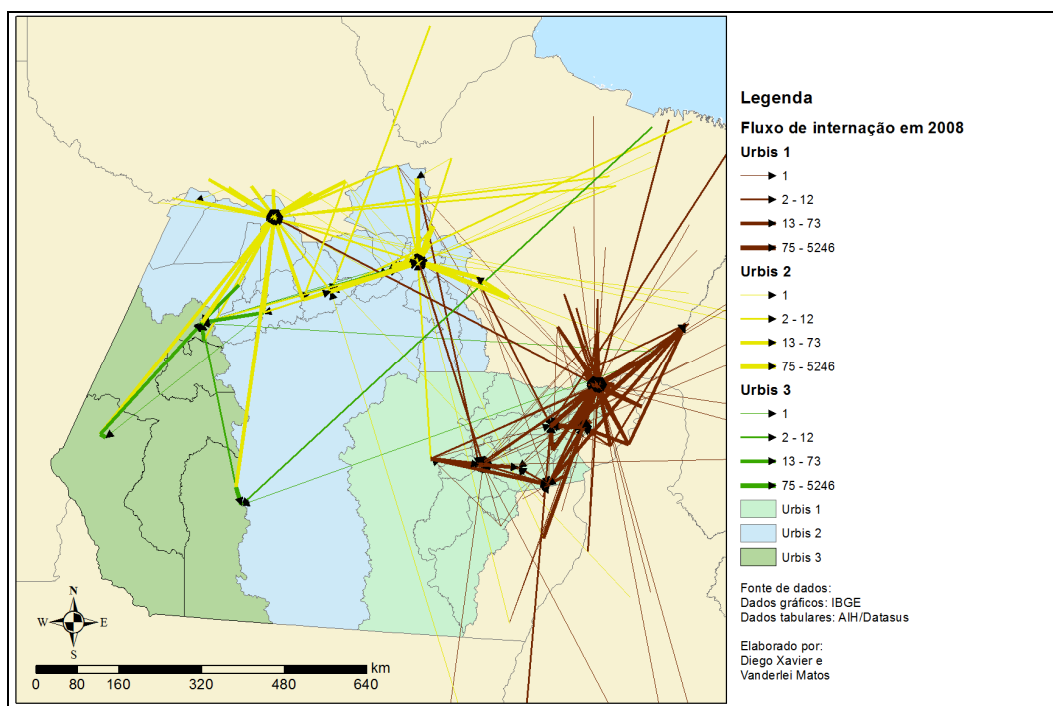 Legenda
Fluxo de internação em 2008
Urbis 1
1
2 - 12
13 - 73
75 - 5246
Urbis 2
1
2 - 12
13 - 73
75 - 5246
Urbis 3
1
2 - 12
13 - 73
75 - 5246
Urbis 1
Urbis 2
Urbis 3
Fonte de dados:
Dados gráficos: IBGE
Dados tabulares: AIH/Datasus
Elaborado por:
Diego Xavier e
Vanderlei Matos
N
W E
S
km
0 80 160 320 480 640